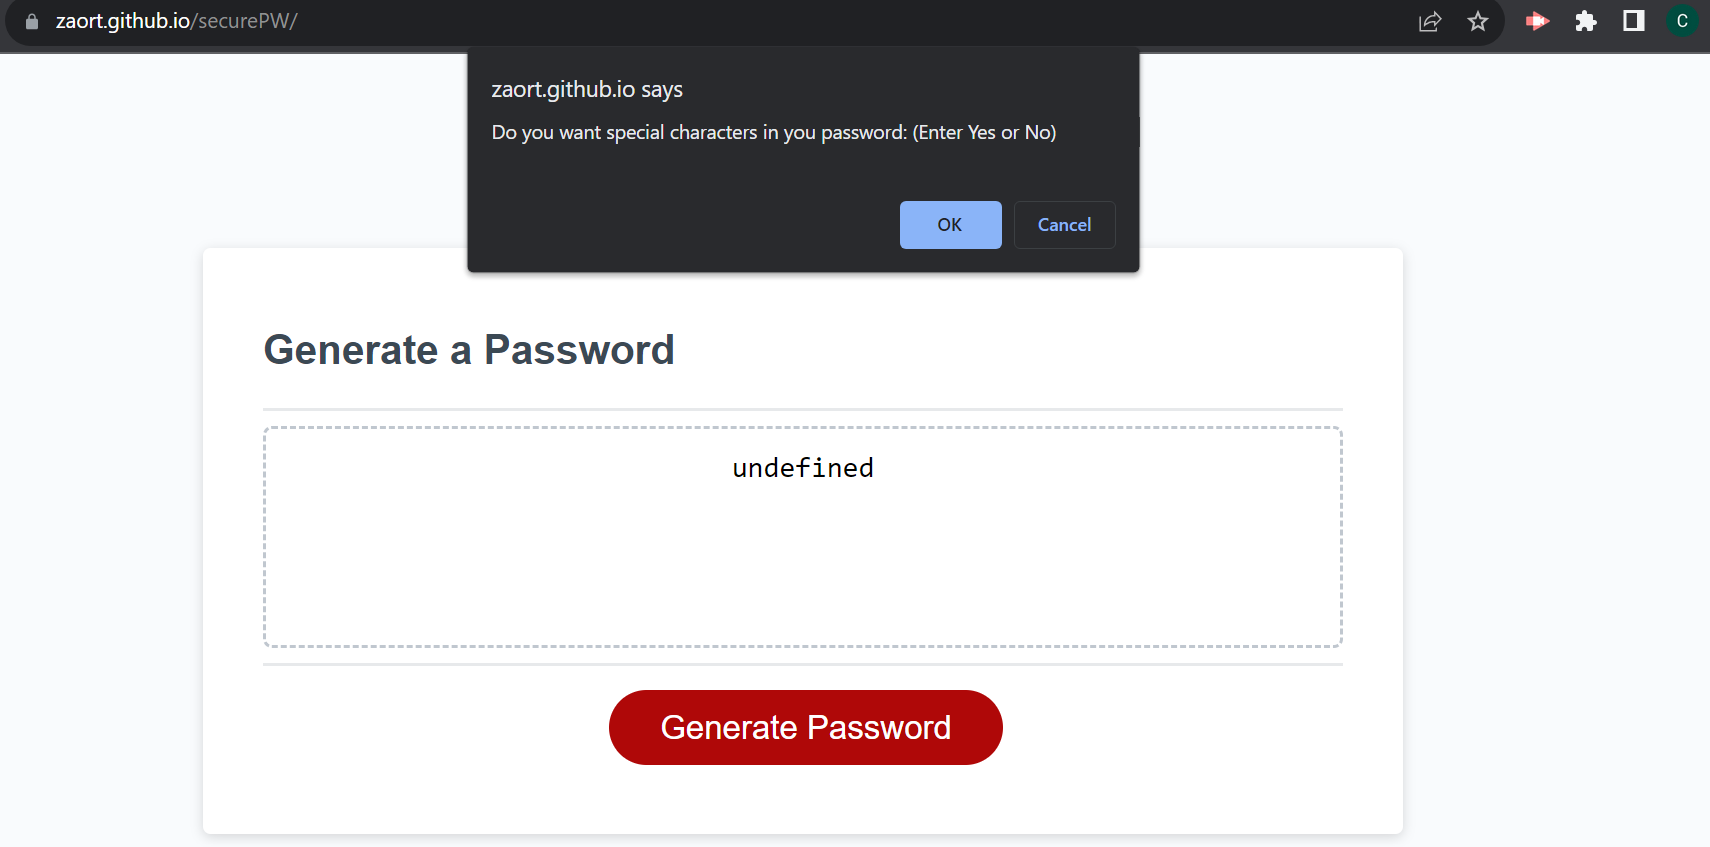 zaort.github.io/securePW/
C
zaort.github.io says
Do you want special characters in you password: (Enter Yes or No)
OK
Cancel
Generate a Password
undefined
Generate Password